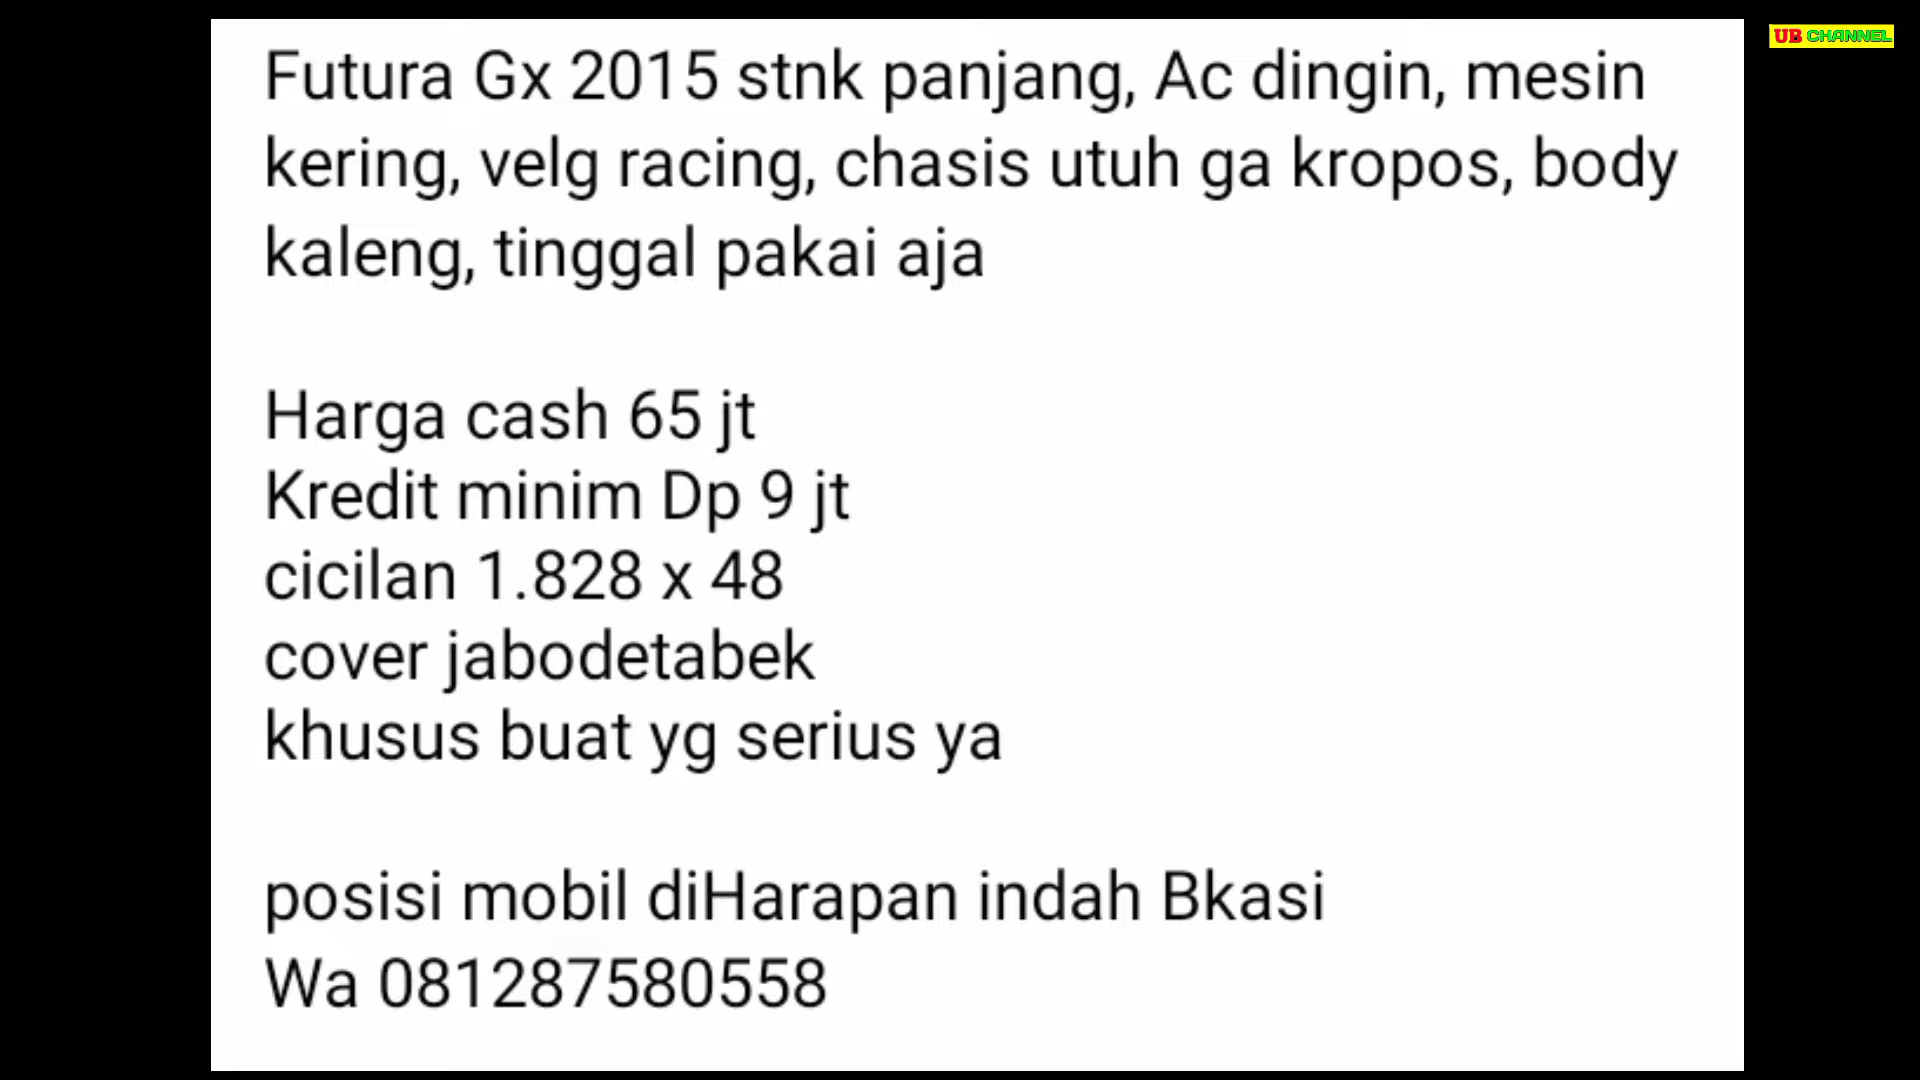 Futura Gx 2015 stnk panjang, Ac dingin, mesin
kering, velg racing, chasis utuh ga kropos, body
kaleng, tinggal pakai aja
Harga cash 65 jt
Kredit minim Dp 9 jt
cicilan 1.828 x 48
cover jabodetabek
khusus buat yg serius ya
posisi mobil diHarapan indah Bkasi
Wa 081287580558
UB CHANNEL